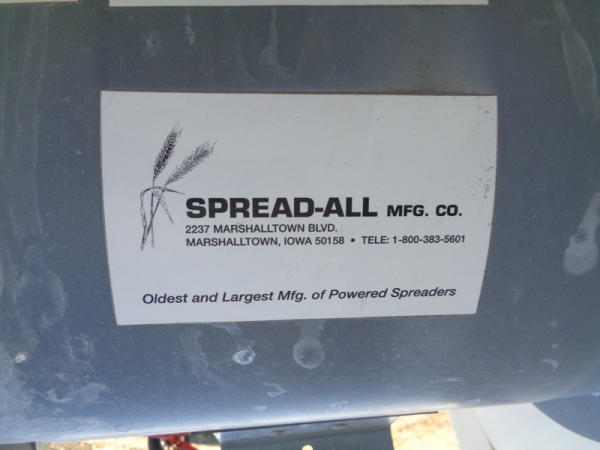 SPREAD-ALL MFG. CO.
2237 MARSHALLTOWN BLVD.
MARSHALLTOWN, IOWA 50158 • TELE: 1-800-383-5601
Oldest and Largest Mfg. of Powered Spreaders